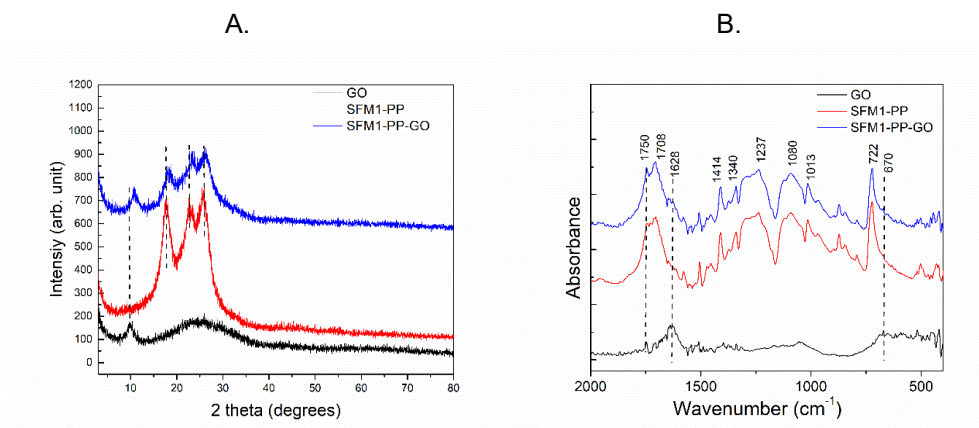 A.
B.
GO
SFM1-PP
SFM1-PP-GO
1200
1100
1000
900
800
700
600
500
400
300
200
100
0
Intensiy (arb. unit)
10 20 30 40 50 60 70 80
2 theta (degrees)
GO
SFM1-PP
SFM1-PP-GO
1750
1708
1628
1414
1340
1237
1080
1013
722
670
Absorbance
2000 1500 1000 500
Wavenumber (cm⁻¹)